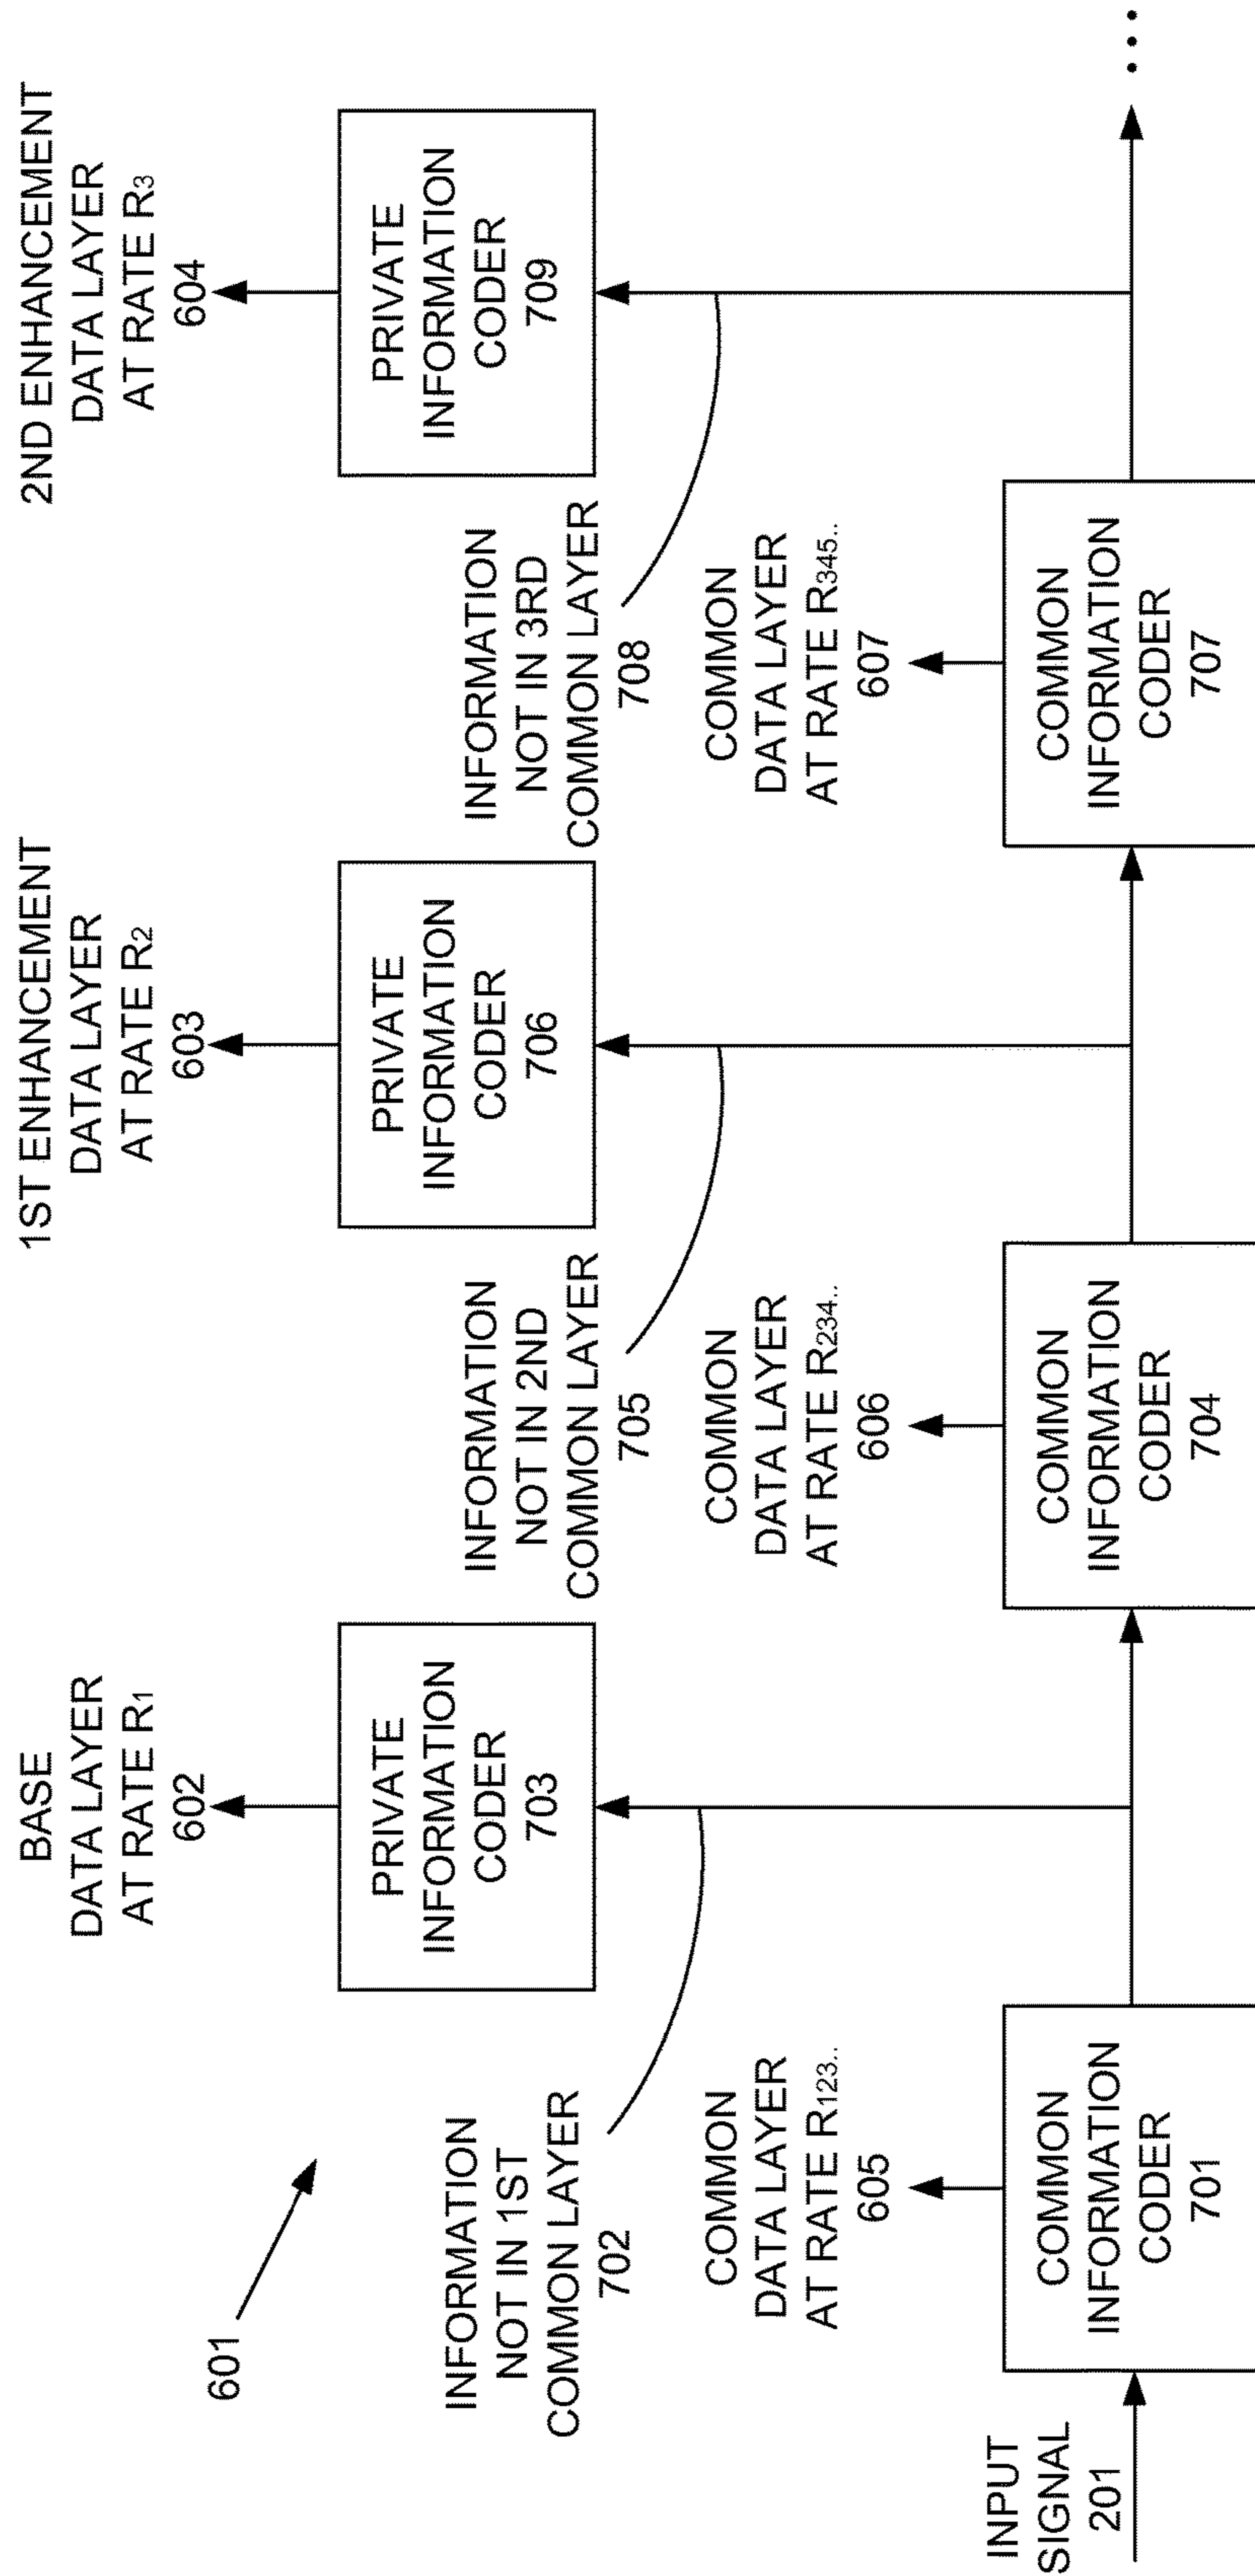 601
BASE
DATA LAYER
AT RATE R1
602
1ST ENHANCEMENT
DATA LAYER
AT RATE R2
603
2ND ENHANCEMENT
DATA LAYER
AT RATE R3
604
PRIVATE
INFORMATION
CODER
703
PRIVATE
INFORMATION
CODER
706
PRIVATE
INFORMATION
CODER
709
INFORMATION
NOT IN 1ST
COMMON LAYER
702
INFORMATION
NOT IN 2ND
COMMON LAYER
705
INFORMATION
NOT IN 3RD
COMMON LAYER
708
COMMON
DATA LAYER
AT RATE R123..
605
COMMON
DATA LAYER
AT RATE R234..
606
COMMON
DATA LAYER
AT RATE R345..
607
INPUT
SIGNAL
201
COMMON
INFORMATION
CODER
701
COMMON
INFORMATION
CODER
704
COMMON
INFORMATION
CODER
707